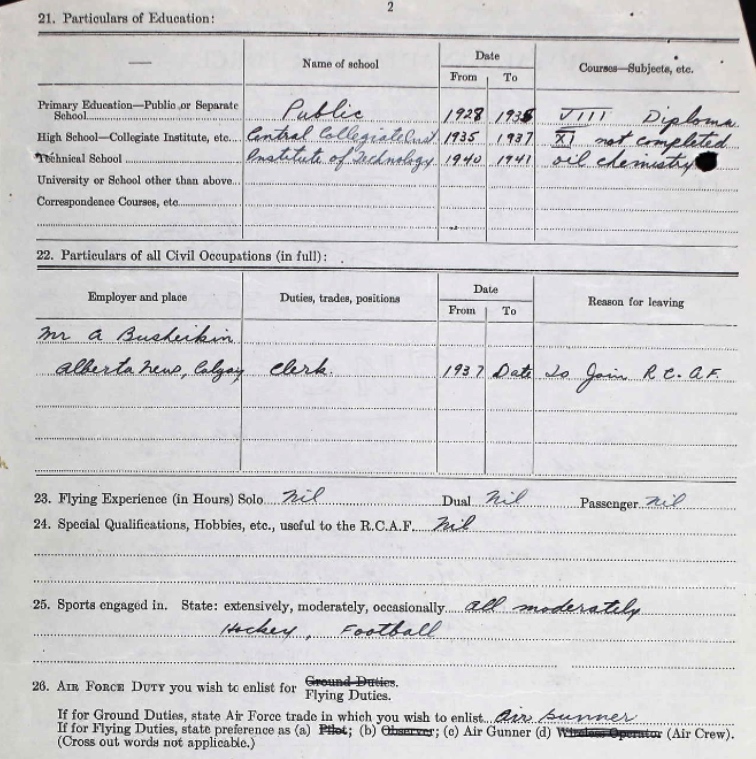 2
21. Particulars of Education:
Name of school Date Courses—Subjects, etc.
From To
Primary Education—Public or Separate
School Public 1928 1935 VIII Diploma
High School—Collegiate Institute, etc. Central Collegiate Inst. 1935 1937 XI not completed
Technical School Institute of Technology 1940 1941 oil chemistry
University or School other than above
Correspondence Courses, etc.
22. Particulars of all Civil Occupations (in full):
Employer and place Duties, trades, positions Date Reason for leaving
From To
Mr A Busheikin
Alberta News, Calgary Clerk. 1937 Date To Join R.C.A.F.
23. Flying Experience (in Hours) Solo Nil Dual Nil Passenger Nil
24. Special Qualifications, Hobbies, etc., useful to the R.C.A.F. Nil
25. Sports engaged in. State: extensively, moderately, occasionally all moderately
Hockey, Football
26. AIR FORCE DUTY you wish to enlist for Ground Duties.
Flying Duties.
If for Ground Duties, state Air Force trade in which you wish to enlist Air Gunner
If for Flying Duties, state preference as (a) Pilot; (b) Observer; (c) Air Gunner (d) Wireless Operator (Air Crew).
(Cross out words not applicable.)